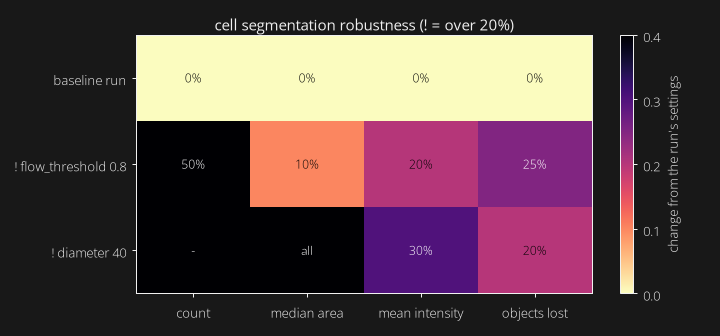 cell segmentation robustness (! = over 20%)
baseline run 0% 0% 0% 0%
! flow_threshold 0.8 50% 10% 20% 25%
! diameter 40 - all 30% 20%
count median area mean intensity objects lost
0.4
0.3
0.2
0.1
0.0
change from the run's settings